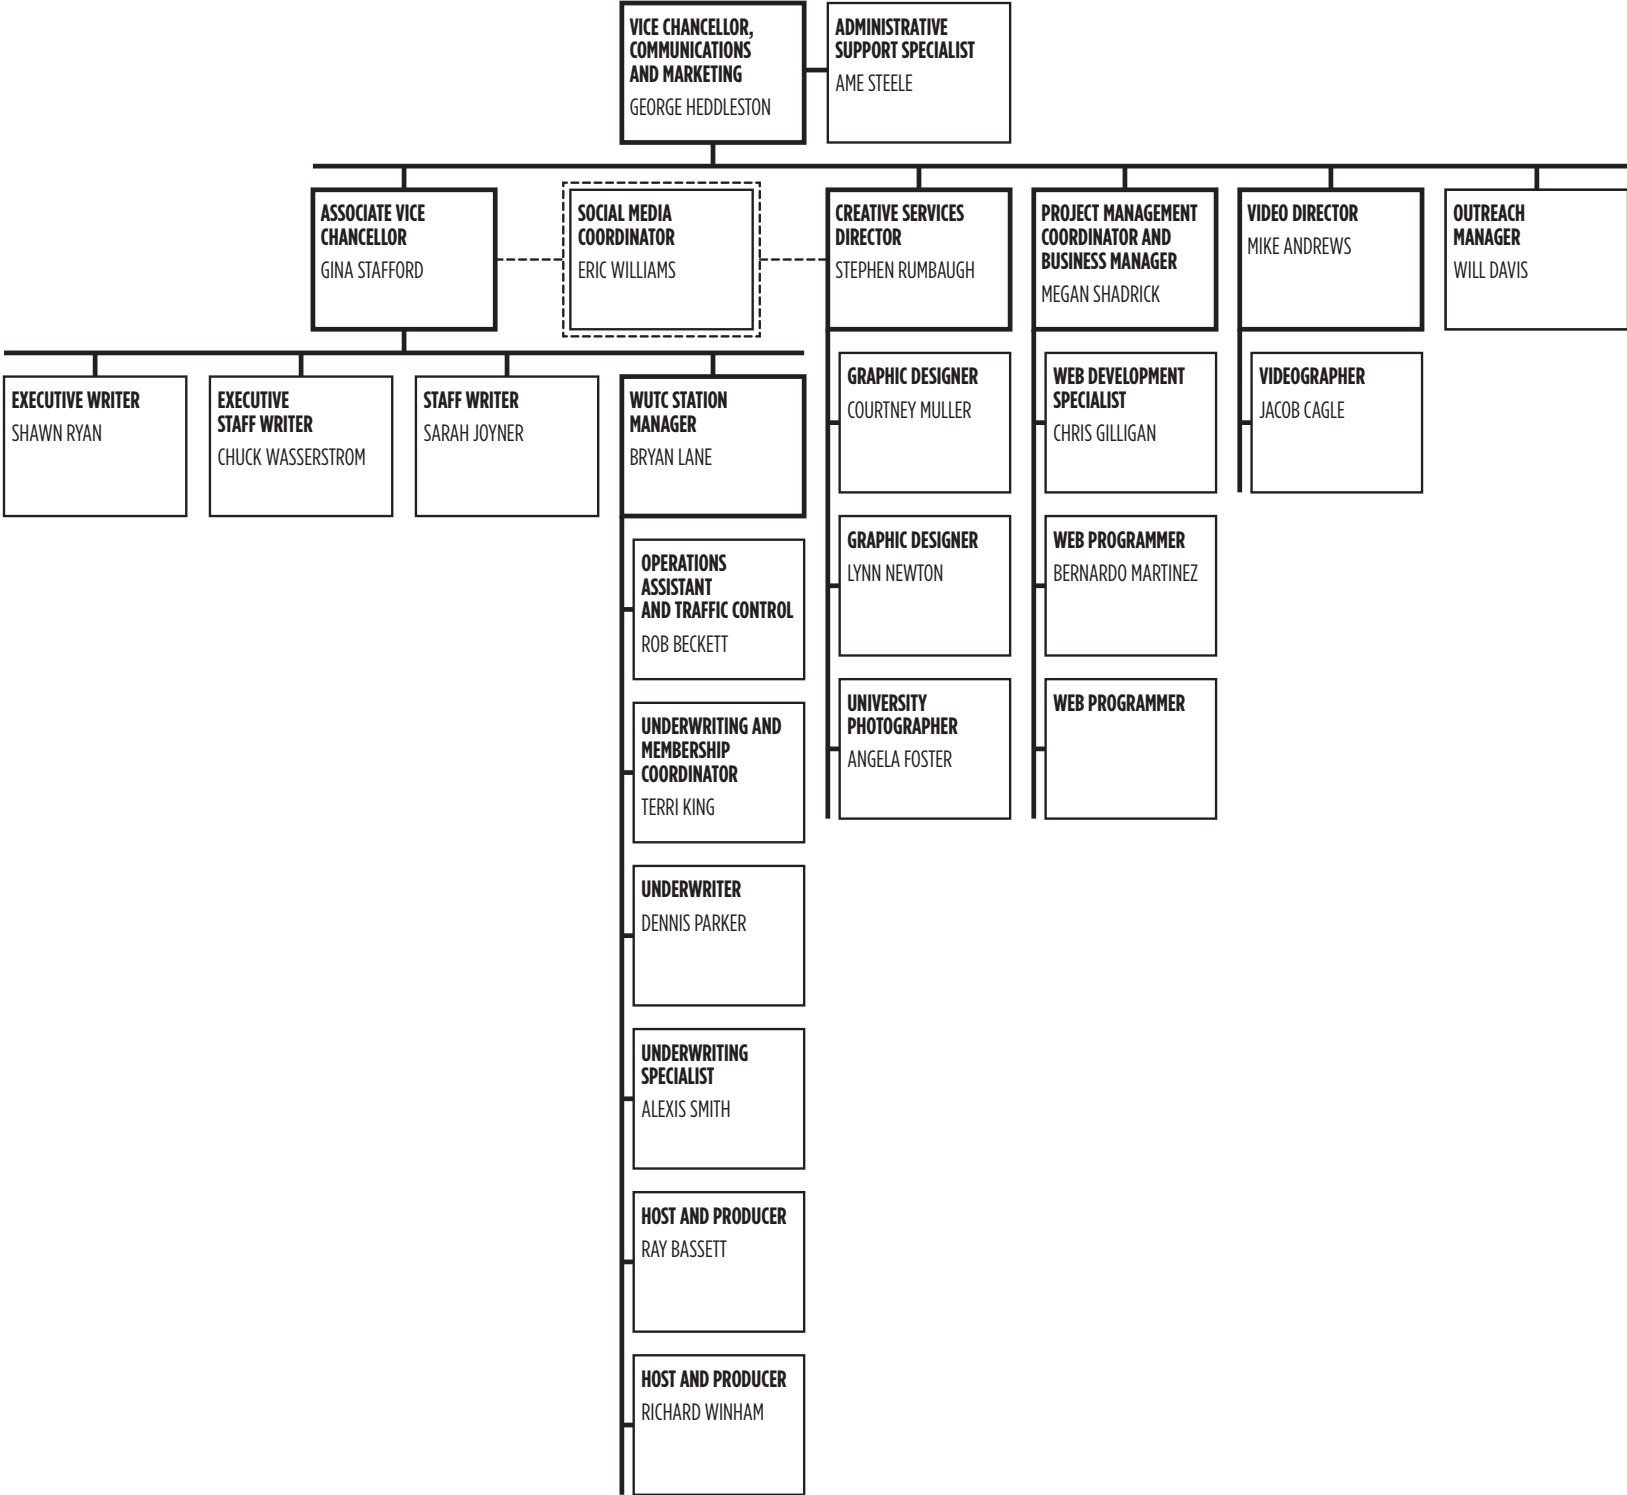 VICE CHANCELLOR,
COMMUNICATIONS
AND MARKETING
GEORGE HEDDLESTON
ADMINISTRATIVE
SUPPORT SPECIALIST
AME STEELE
ASSOCIATE VICE
CHANCELLOR
GINA STAFFORD
SOCIAL MEDIA
COORDINATOR
ERIC WILLIAMS
CREATIVE SERVICES
DIRECTOR
STEPHEN RUMBAUGH
PROJECT MANAGEMENT
COORDINATOR AND
BUSINESS MANAGER
MEGAN SHADRICK
VIDEO DIRECTOR
MIKE ANDREWS
OUTREACH
MANAGER
WILL DAVIS
EXECUTIVE WRITER
SHAWN RYAN
EXECUTIVE
STAFF WRITER
CHUCK WASSERSTROM
STAFF WRITER
SARAH JOYNER
WUTC STATION
MANAGER
BRYAN LANE
OPERATIONS
ASSISTANT
AND TRAFFIC CONTROL
ROB BECKETT
UNDERWRITING AND
MEMBERSHIP
COORDINATOR
TERRI KING
UNDERWRITER
DENNIS PARKER
UNDERWRITING
SPECIALIST
ALEXIS SMITH
HOST AND PRODUCER
RAY BASSETT
HOST AND PRODUCER
RICHARD WINHAM
GRAPHIC DESIGNER
COURTNEY MULLER
GRAPHIC DESIGNER
LYNN NEWTON
UNIVERSITY
PHOTOGRAPHER
ANGELA FOSTER
WEB DEVELOPMENT
SPECIALIST
CHRIS GILLIGAN
WEB PROGRAMMER
BERNARDO MARTINEZ
WEB PROGRAMMER
VIDEOGRAPHER
JACOB CAGLE